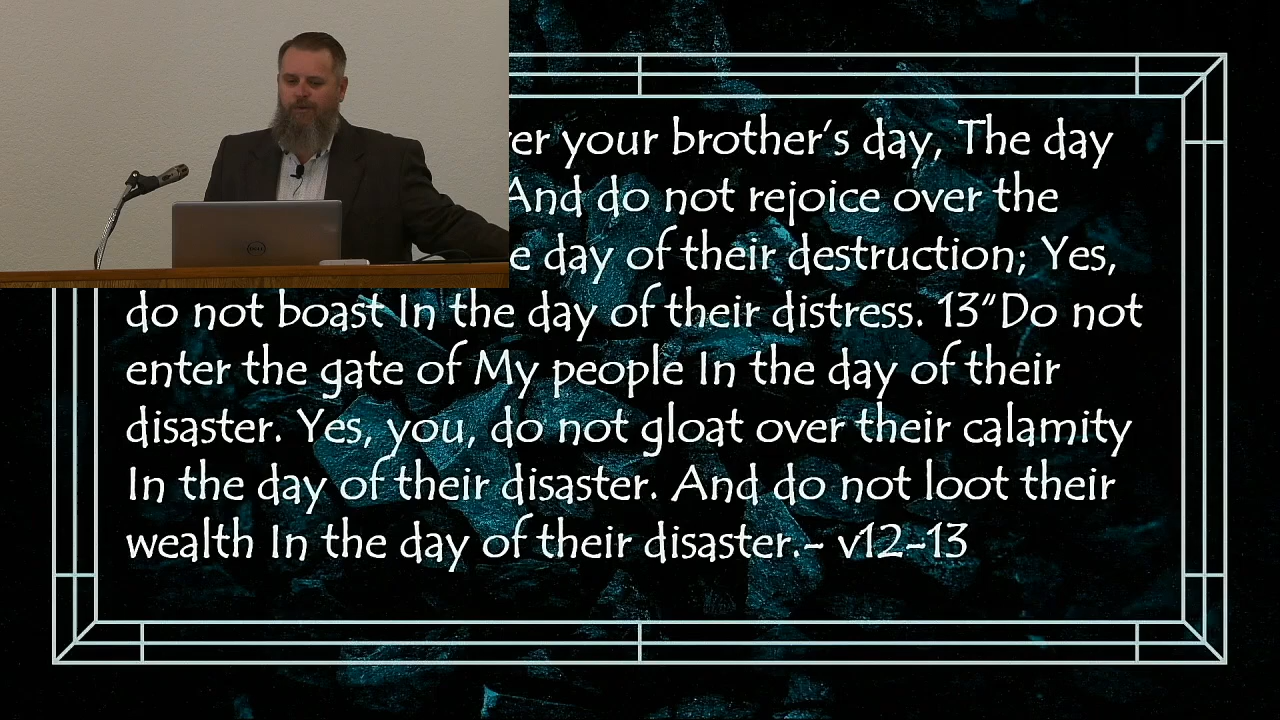 your brother's day, The day
And do not rejoice over the
day of their destruction; Yes,
do not boast In the day of their distress. 13“Do not
enter the gate of My people In the day of their
disaster. Yes, you, do not gloat over their calamity
In the day of their disaster. And do not loot their
wealth In the day of their disaster.- v12-13
DELL